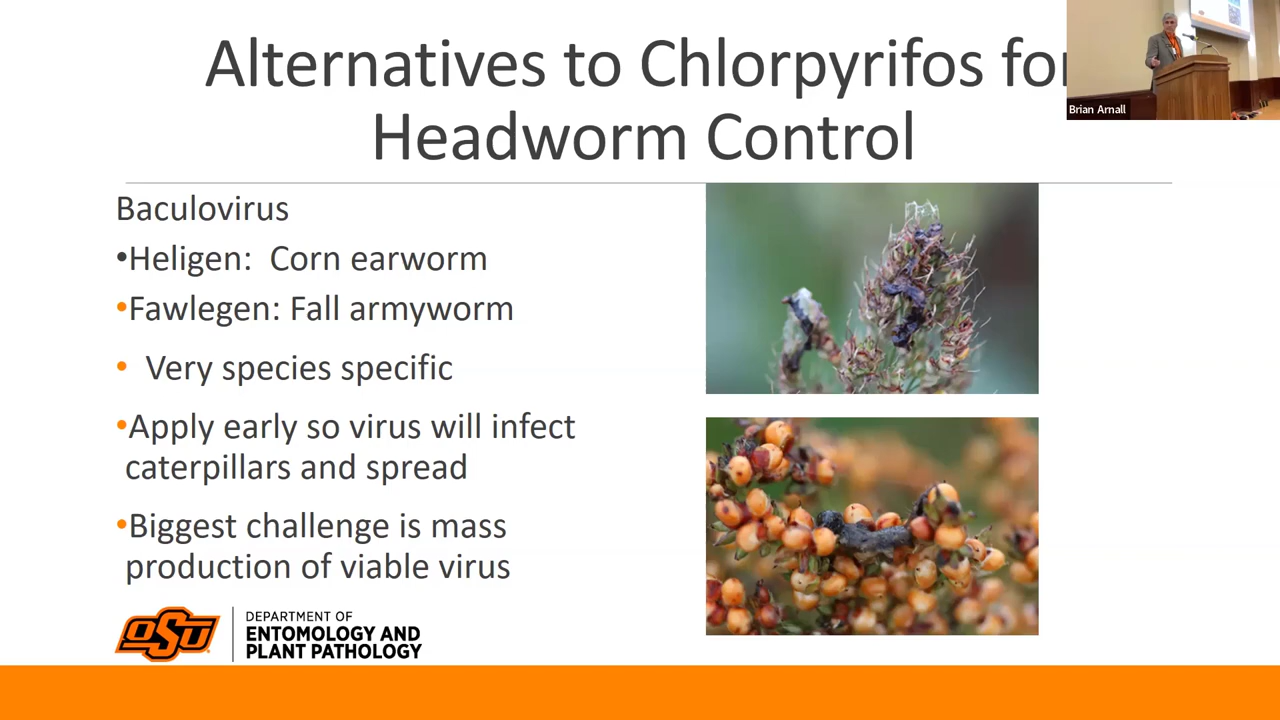 Alternatives to Chlorpyrifos for
Headworm Control
Brian Arnall
Baculovirus
•Heligen:  Corn earworm
•Fawlegen: Fall armyworm
•  Very species specific
•Apply early so virus will infect
caterpillars and spread
•Biggest challenge is mass
production of viable virus
OSU
DEPARTMENT OF
ENTOMOLOGY AND
PLANT PATHOLOGY